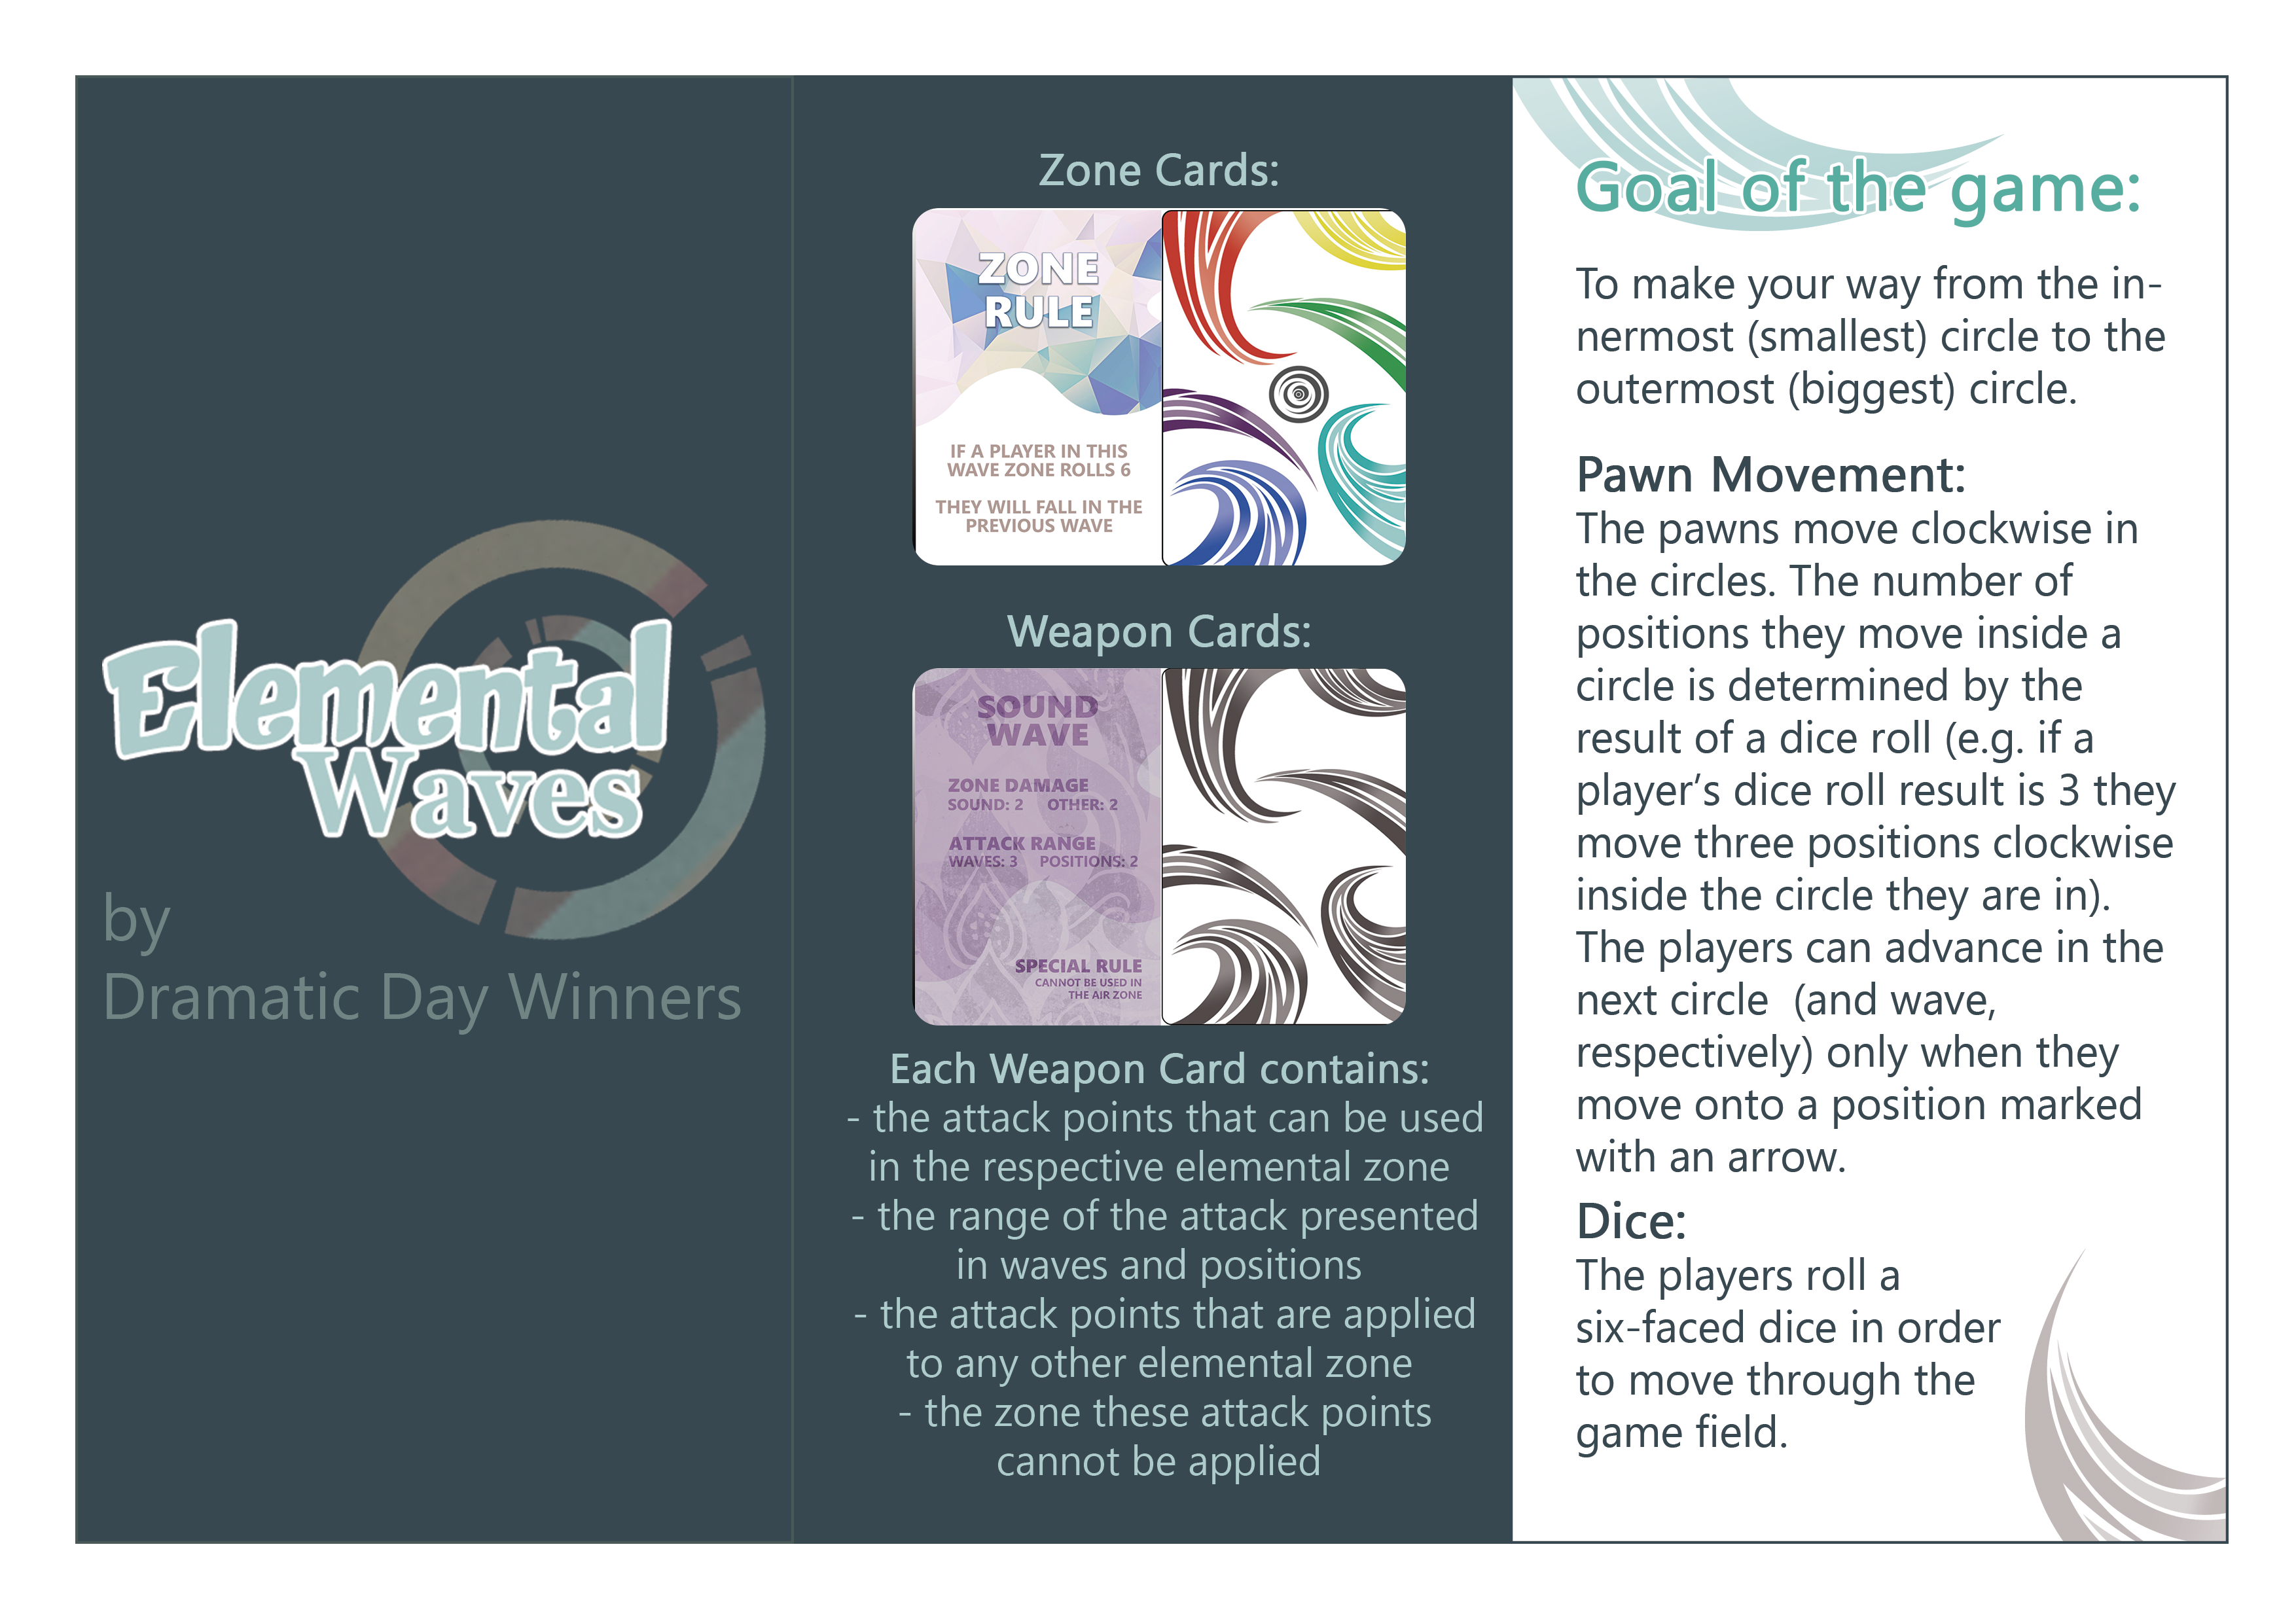 Elemental
Waves
by
Dramatic Day Winners
Zone Cards:
ZONE
RULE
IF A PLAYER IN THIS
WAVE ZONE ROLLS 6
THEY WILL FALL IN THE
PREVIOUS WAVE
Weapon Cards:
SOUND
WAVE
ZONE DAMAGE
SOUND: 2 OTHER: 2
ATTACK RANGE
WAVES: 3 POSITIONS: 2
SPECIAL RULE
CANNOT BE USED IN
THE AIR ZONE
Each Weapon Card contains:
- the attack points that can be used
in the respective elemental zone
- the range of the attack presented
in waves and positions
- the attack points that are applied
to any other elemental zone
- the zone these attack points
cannot be applied
Goal of the game:
To make your way from the in-
nermost (smallest) circle to the
outermost (biggest) circle.
Pawn Movement:
The pawns move clockwise in
the circles. The number of
positions they move inside a
circle is determined by the
result of a dice roll (e.g. if a
player’s dice roll result is 3 they
move three positions clockwise
inside the circle they are in).
The players can advance in the
next circle  (and wave,
respectively) only when they
move onto a position marked
with an arrow.
Dice:
The players roll a
six-faced dice in order
to move through the
game field.